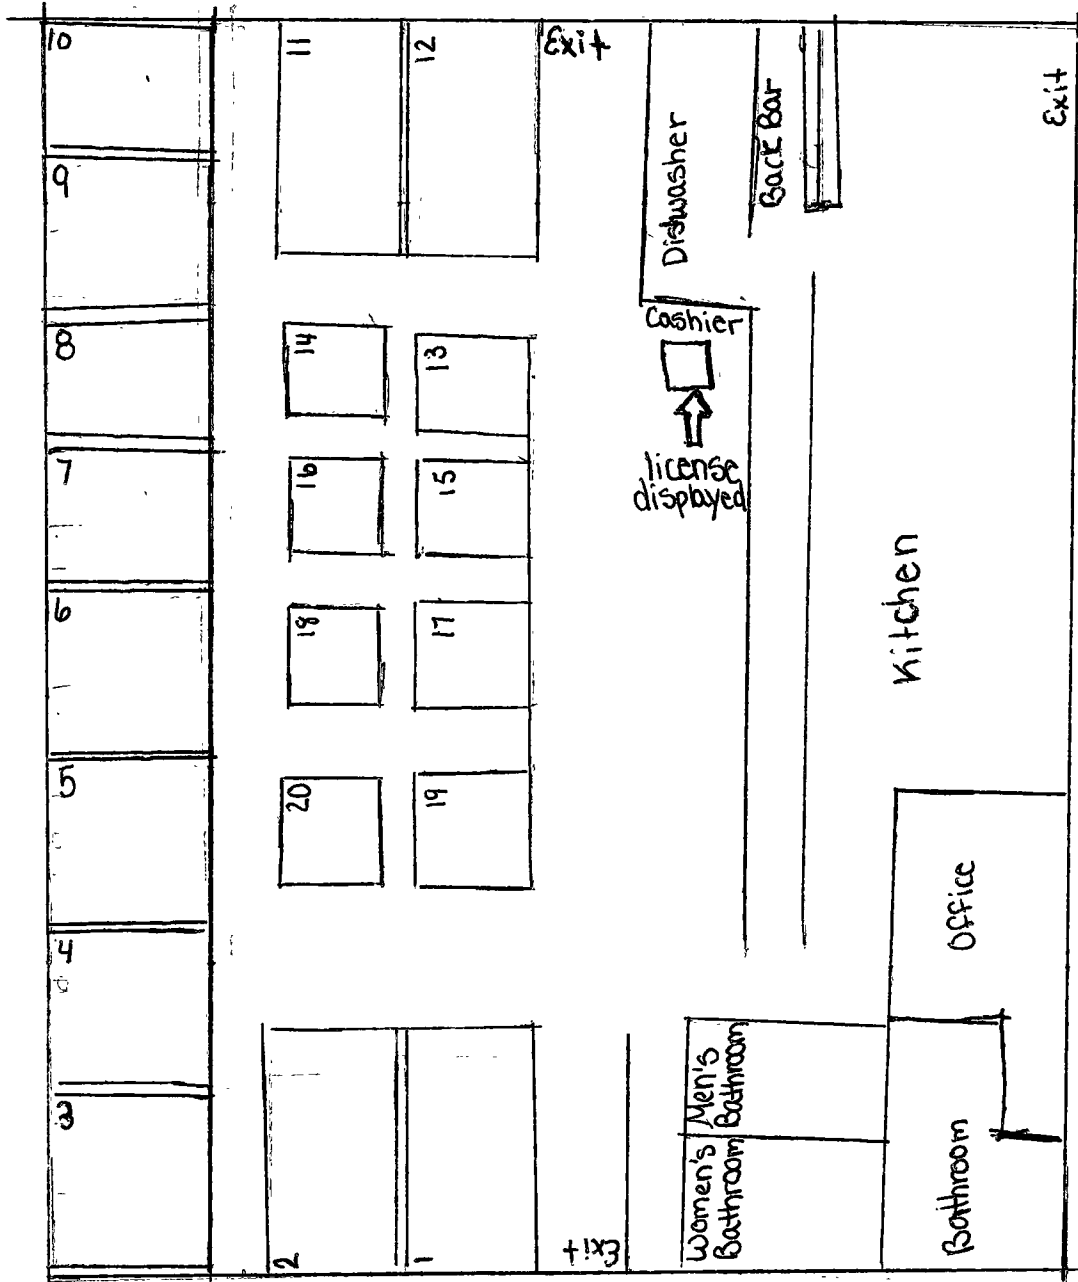 10
11
12
Exit
Exit
Dishwasher
Back Bar
9
Cashier
8
14
13
license
displayed
7
16
15
Kitchen
6
18
17
5
20
19
Office
4
3
Men's
Bathroom
Women's
Bathroom
Bathroom
2
1
Exit